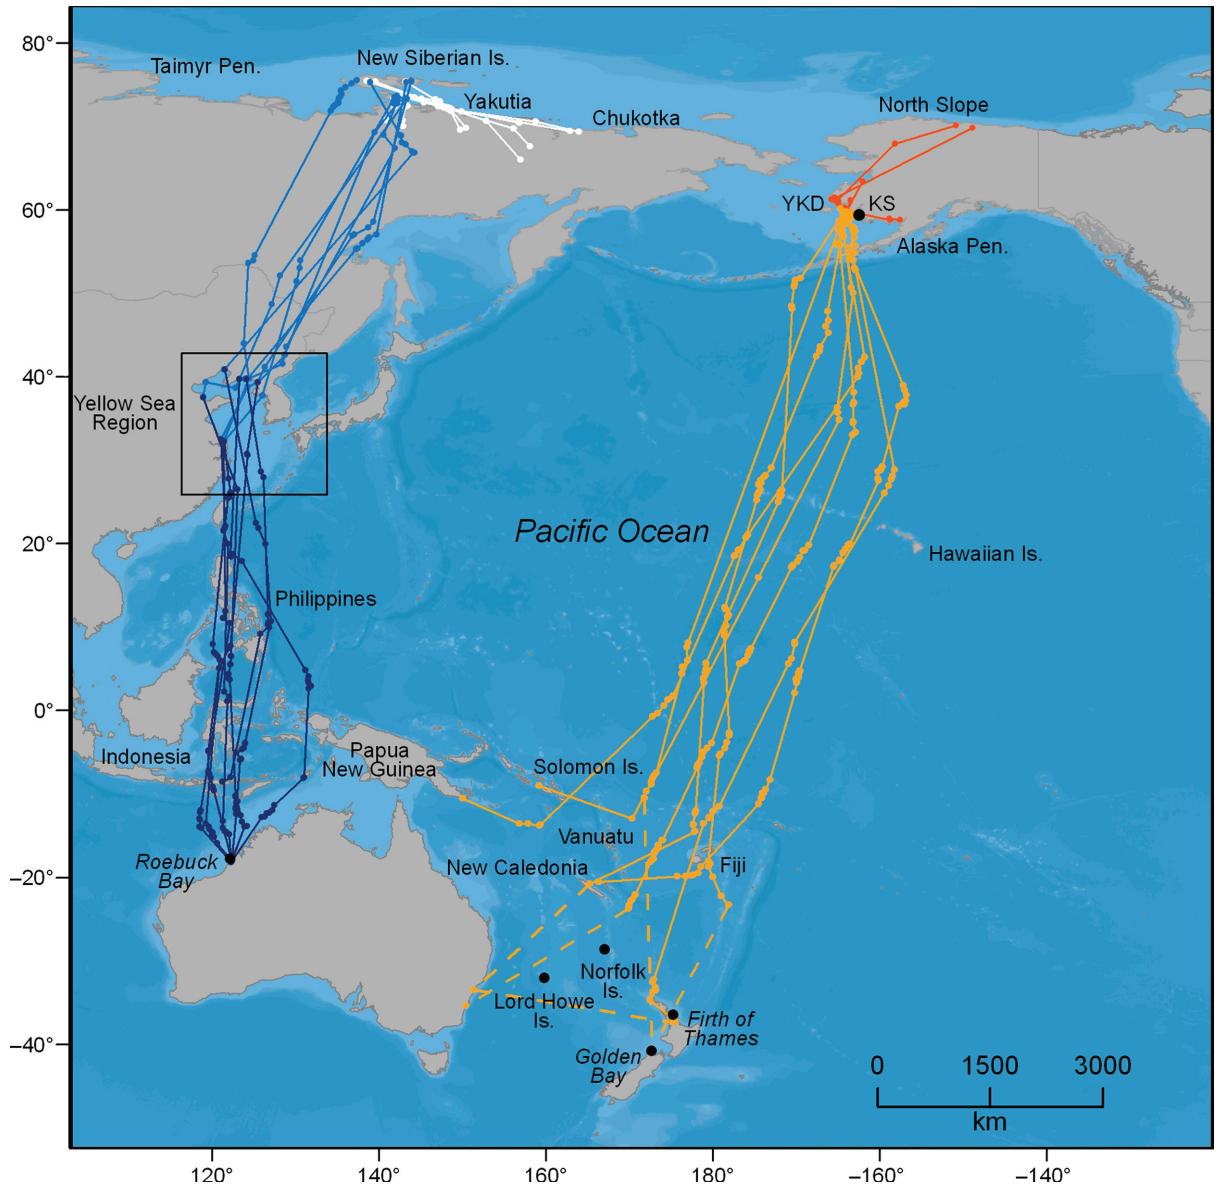 80°
60°
40°
20°
0°
−20°
−40°
Taimyr Pen.
New Siberian Is.
Yakutia
Chukotka
North Slope
YKD
KS
Alaska Pen.
Yellow Sea
Region
Pacific Ocean
Hawaiian Is.
Philippines
Indonesia
Papua
New Guinea
Solomon Is.
Vanuatu
Roebuck
Bay
New Caledonia
Fiji
Norfolk
Is.
Lord Howe
Is.
Firth of
Thames
Golden
Bay
0 1500 3000
km
120° 140° 160° 180° −160° −140°